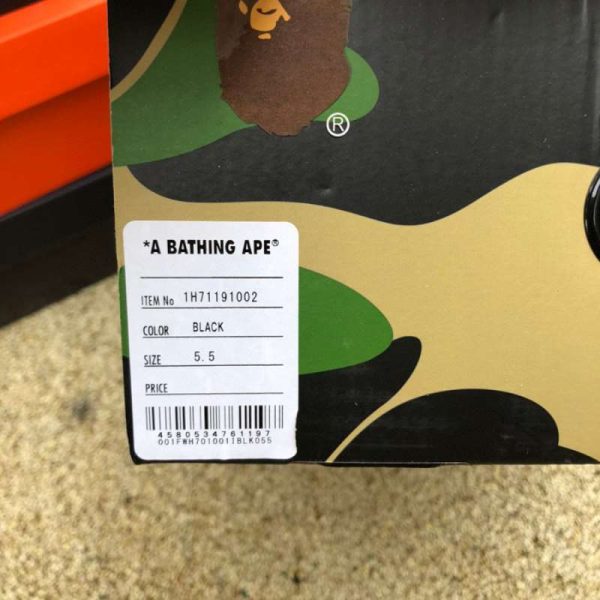 ®
*A BATHING APE®
ITEM No 1H71191002
COLOR BLACK
SIZE 5.5
PRICE
4580534761197
001FWH701001IBLK055